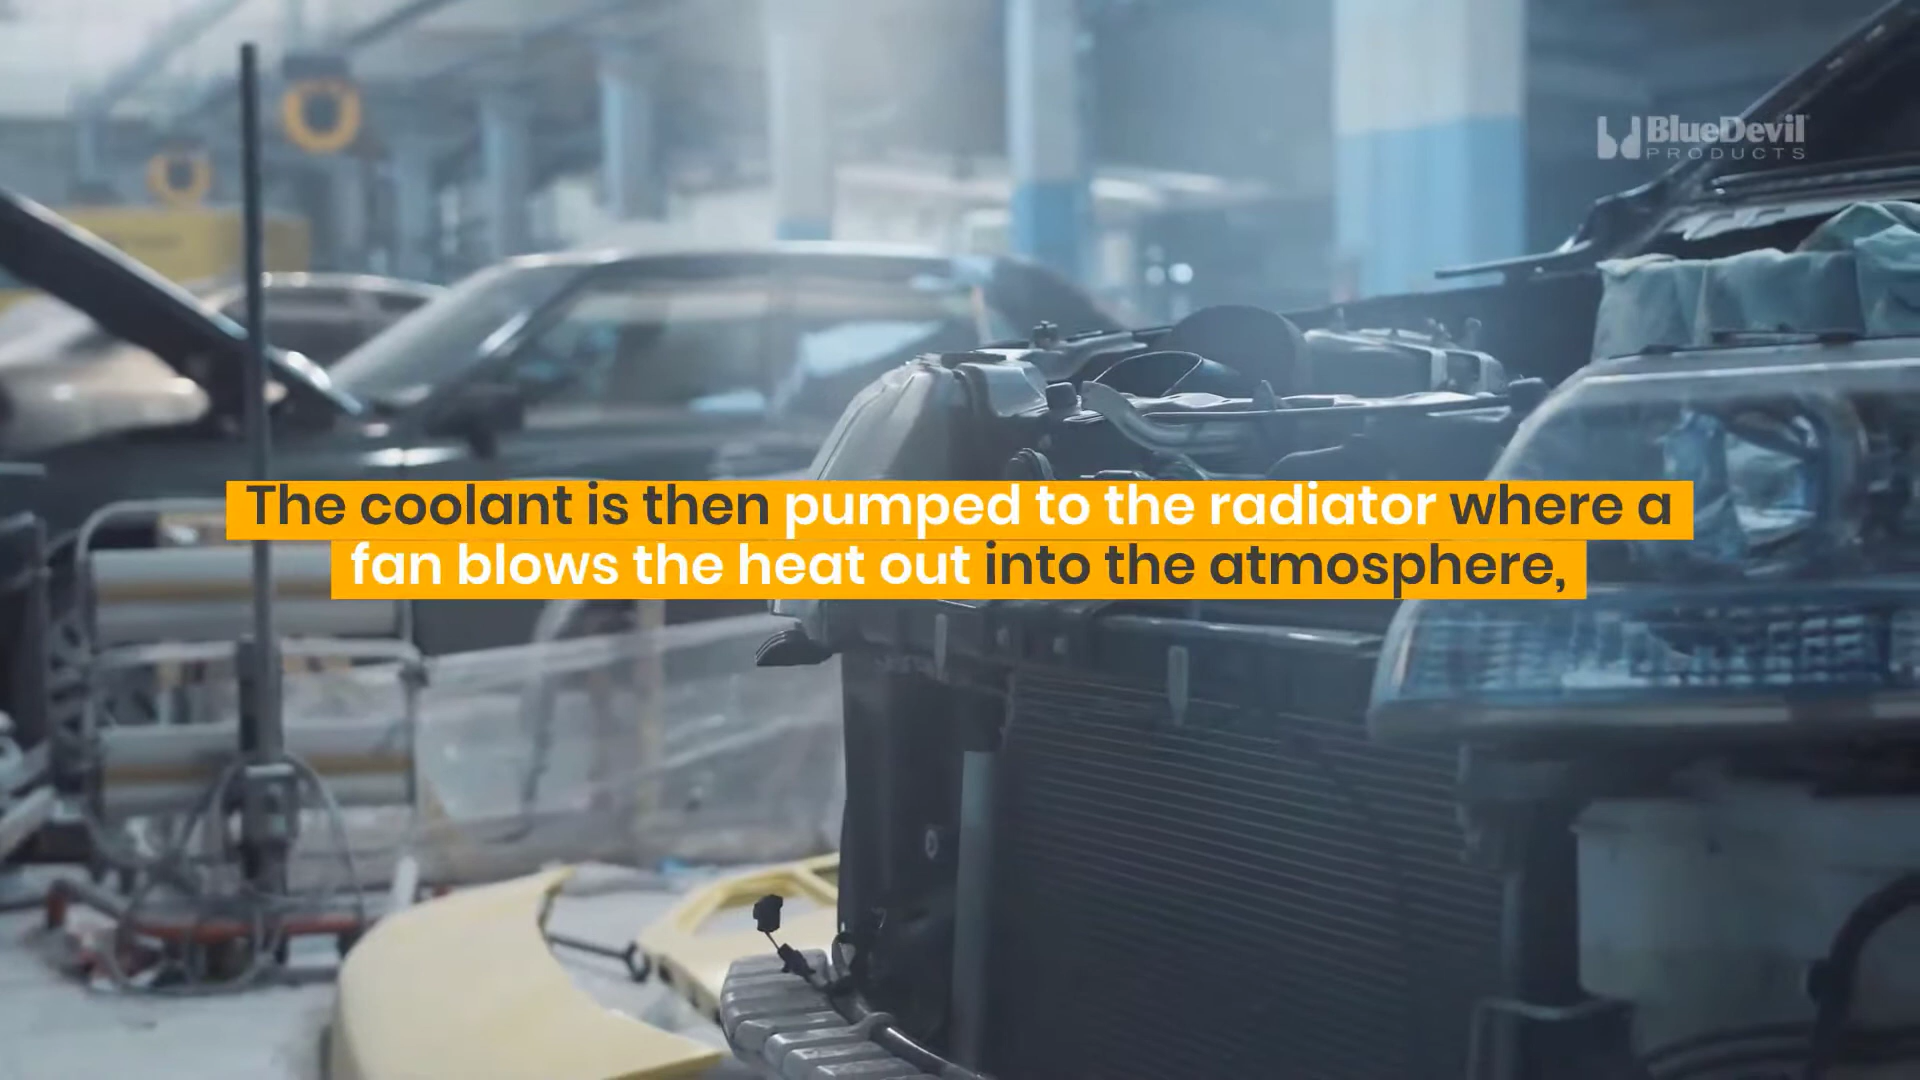 BlueDevil
PRODUCTS
The coolant is then pumped to the radiator where a
fan blows the heat out into the atmosphere,